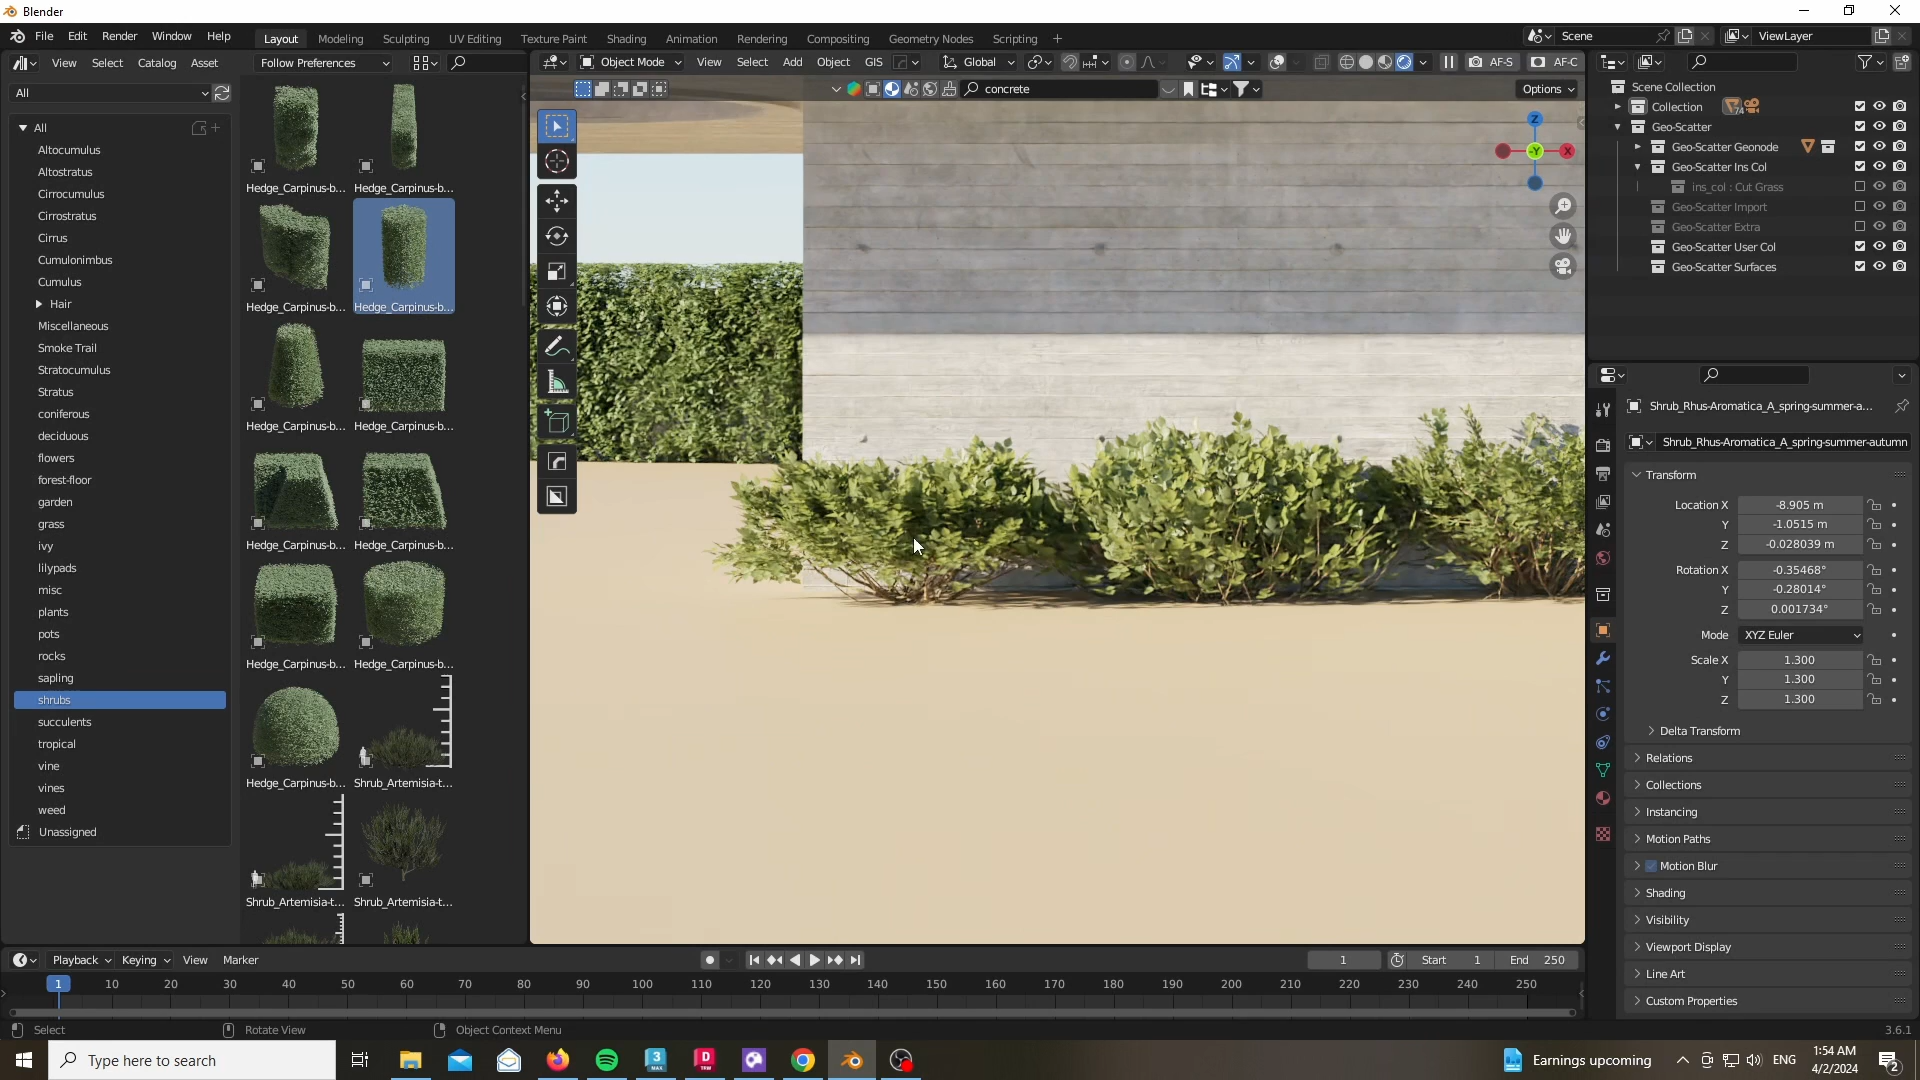 Blender
File Edit Render Window Help
Layout Modeling Sculpting UV Editing Texture Paint Shading Animation Rendering Compositing Geometry Nodes Scripting +
Scene
ViewLayer
View Select Catalog Asset
Follow Preferences
Object Mode
View Select Add Object GIS
Global
AF-S
AF-C
All
concrete
Options
All
Altocumulus
Altostratus
Cirrocumulus
Cirrostratus
Cirrus
Cumulonimbus
Cumulus
Hair
Miscellaneous
Smoke Trail
Stratocumulus
Stratus
coniferous
deciduous
flowers
forest-floor
garden
grass
ivy
lilypads
misc
plants
pots
rocks
sapling
shrubs
succulents
tropical
vine
vines
weed
Unassigned
Hedge_Carpinus-b... Hedge_Carpinus-b...
Hedge_Carpinus-b... Hedge_Carpinus-b...
Hedge_Carpinus-b... Hedge_Carpinus-b...
Hedge_Carpinus-b... Hedge_Carpinus-b...
Hedge_Carpinus-b... Hedge_Carpinus-b...
Hedge_Carpinus-b... Shrub_Artemisia-t...
Shrub_Artemisia-t... Shrub_Artemisia-t...
Z
-Y
X
Scene Collection
Collection
74
Geo-Scatter
Geo-Scatter Geonode
Geo-Scatter Ins Col
ins_col : Cut Grass
Geo-Scatter Import
Geo-Scatter Extra
Geo-Scatter User Col
Geo-Scatter Surfaces
Shrub_Rhus-Aromatica_A_spring-summer-a...
Shrub_Rhus-Aromatica_A_spring-summer-autumn
Transform
Location X -8.905 m
Y -1.0515 m
Z -0.028039 m
Rotation X -0.35468°
Y -0.28014°
Z 0.001734°
Mode XYZ Euler
Scale X 1.300
Y 1.300
Z 1.300
Delta Transform
Relations
Collections
Instancing
Motion Paths
Motion Blur
Shading
Visibility
Viewport Display
Line Art
Custom Properties
Playback Keying View Marker
1
Start 1
End 250
1 10 20 30 40 50 60 70 80 90 100 110 120 130 140 150 160 170 180 190 200 210 220 230 240 250
Select
Rotate View
Object Context Menu
3.6.1
Type here to search
3
MAX
D
TRW
Earnings upcoming
ENG
1:54 AM
4/2/2024
2